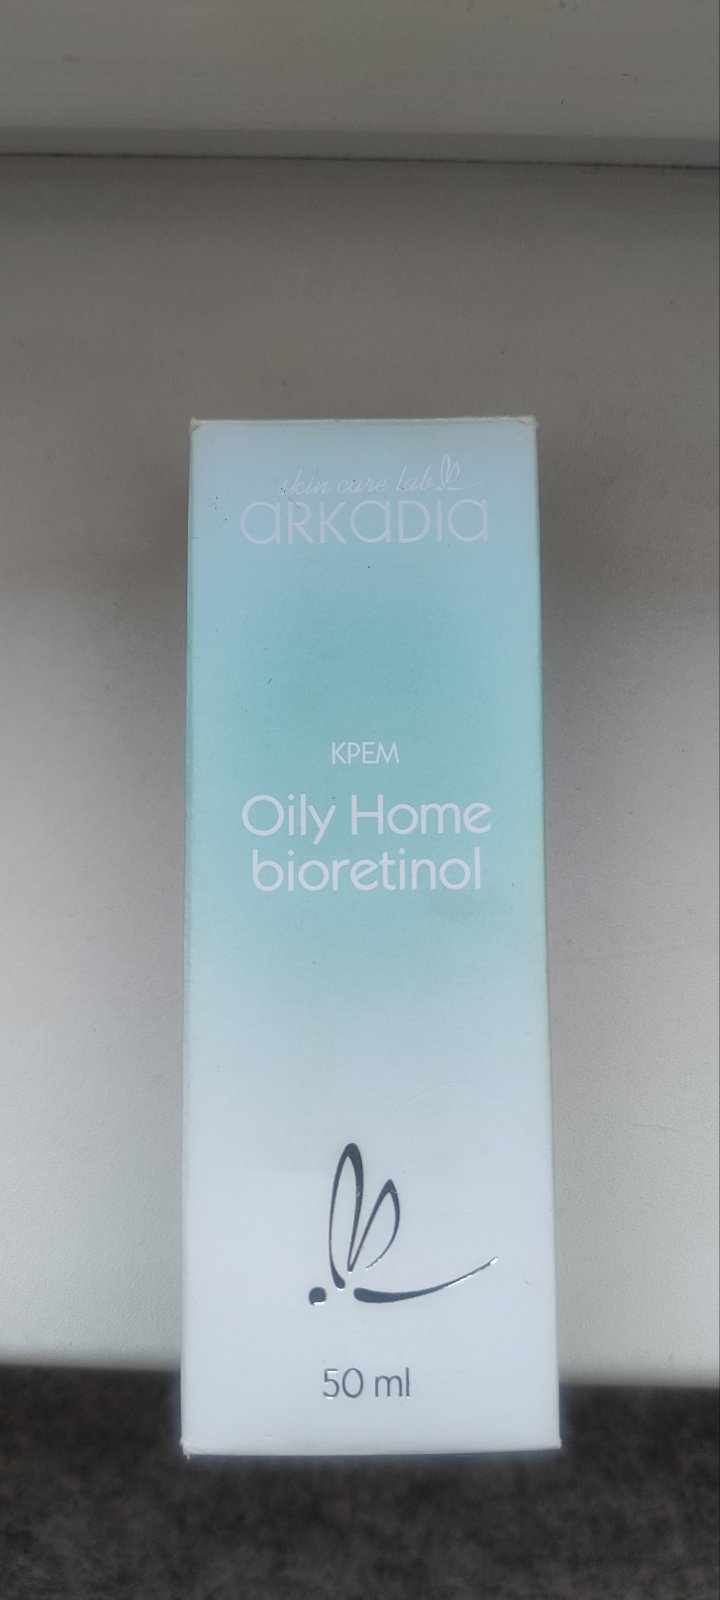 skin care lab
ARKADIA
КРЕМ
Oily Home
bioretinol
50 ml